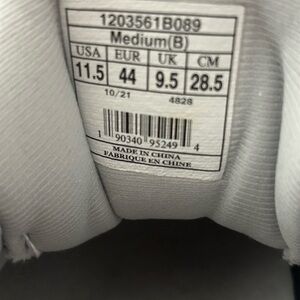 1203561B089
Medium(B)
USA EUR UK CM
11.5 44 9.5 28.5
10/21 4828
1 90340 95249 4
MADE IN CHINA
FABRIQUE EN CHINE